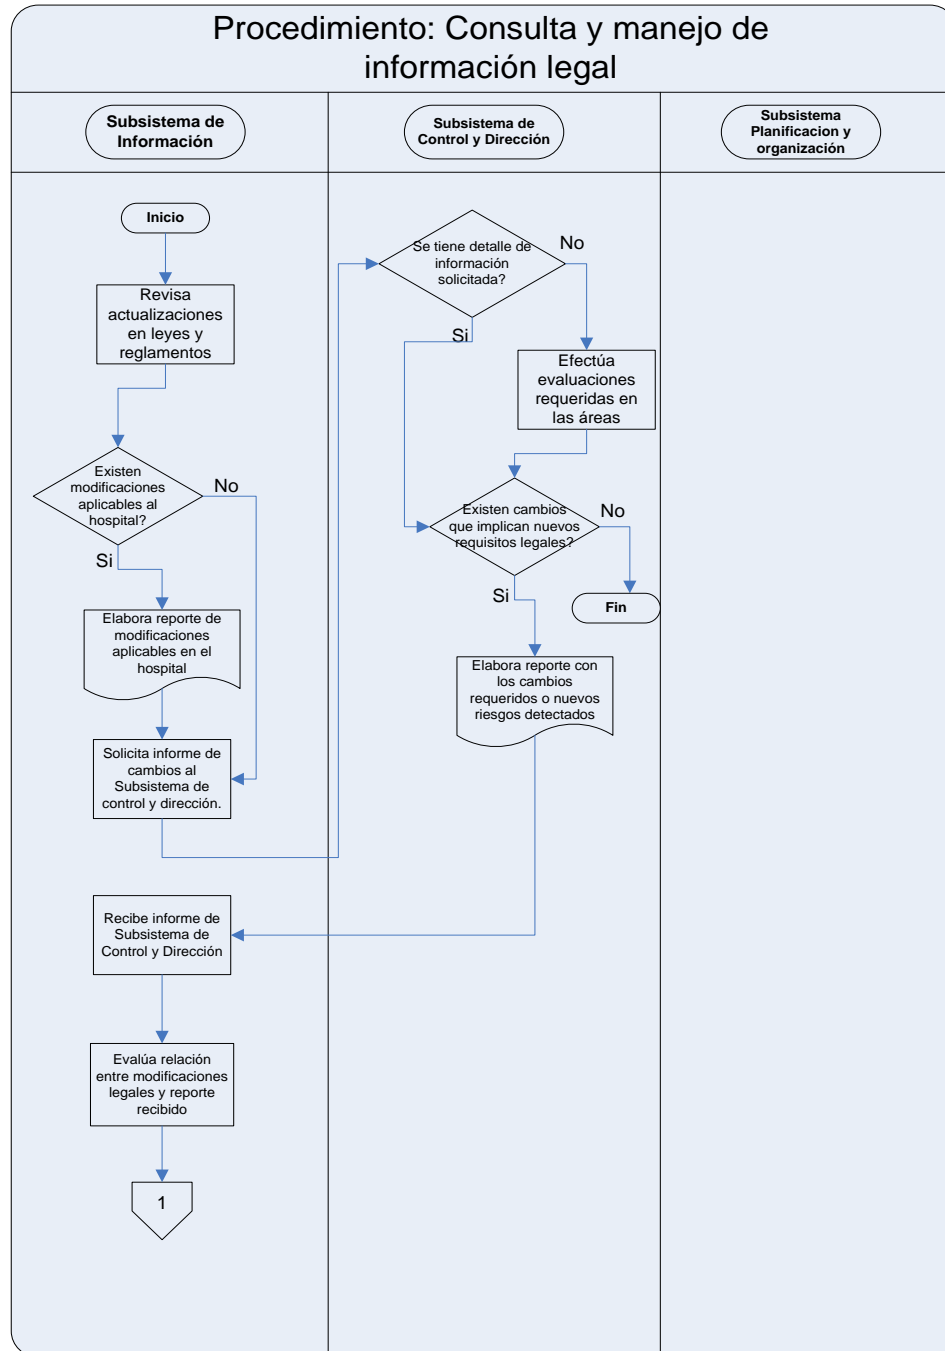 Procedimiento: Consulta y manejo de
información legal
Subsistema de
Información
Subsistema de
Control y Dirección
Subsistema
Planificacion y
organización
Inicio
Revisa
actualizaciones
en leyes y
reglamentos
Existen
modificaciones
aplicables al
hospital?
No
Si
Elabora reporte de
modificaciones
aplicables en el
hospital
Solicita informe de
cambios al
Subsistema de
control y dirección.
Se tiene detalle de
información
solicitada?
No
Si
Efectúa
evaluaciones
requeridas en
las áreas
Existen cambios
que implican nuevos
requisitos legales?
No
Si
Fin
Elabora reporte con
los cambios
requeridos o nuevos
riesgos detectados
Recibe informe de
Subsistema de
Control y Dirección
Evalúa relación
entre modificaciones
legales y reporte
recibido
1